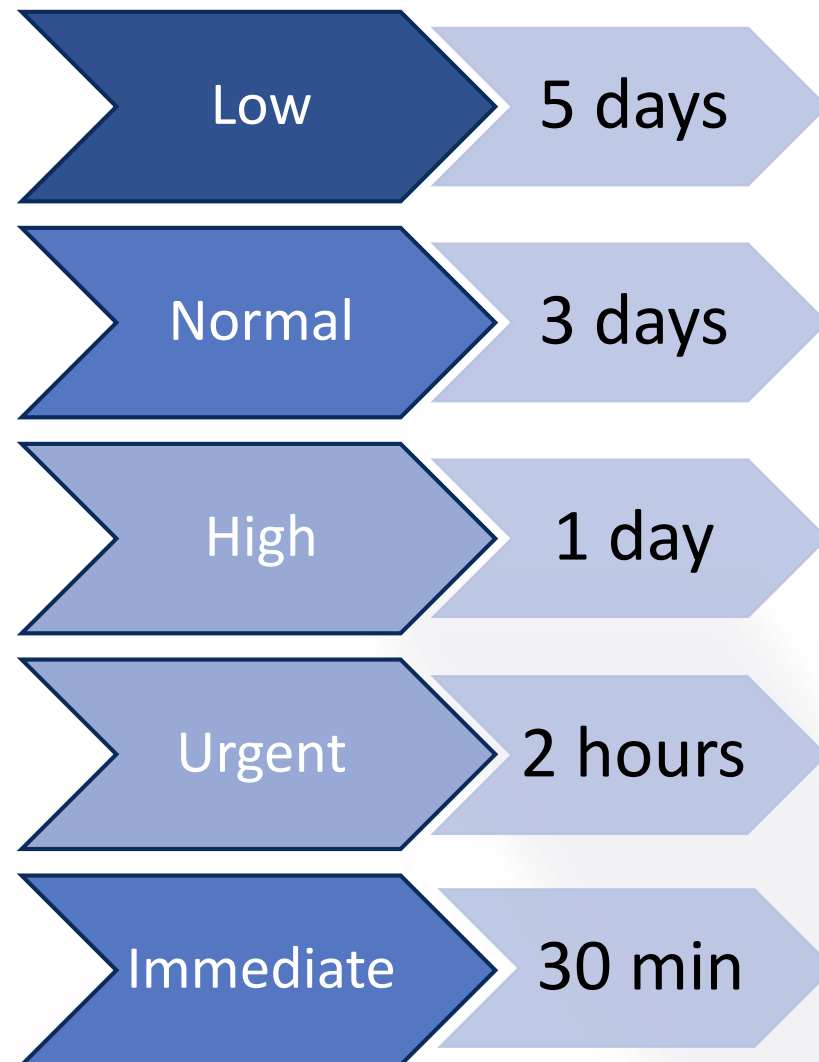 Low
5 days
Normal
3 days
High
1 day
Urgent
2 hours
Immediate
30 min